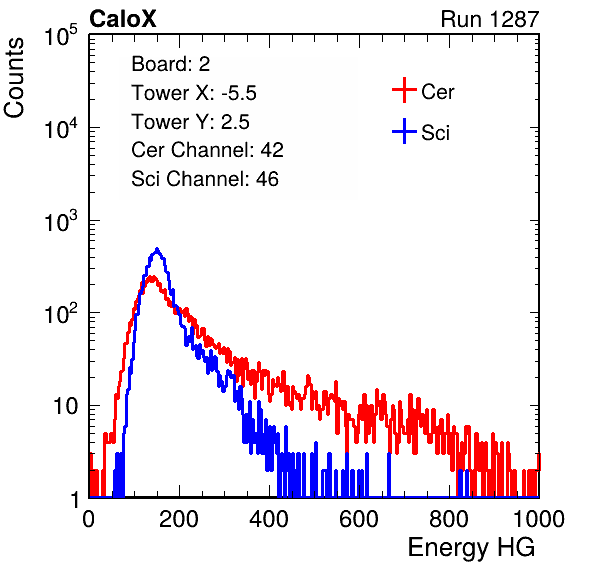 CaloX Run 1287
Counts
10^5
10^4
10^3
10^2
10
1
Board: 2
Tower X: -5.5
Tower Y: 2.5
Cer Channel: 42
Sci Channel: 46
Cer
Sci
0 200 400 600 800 1000
Energy HG